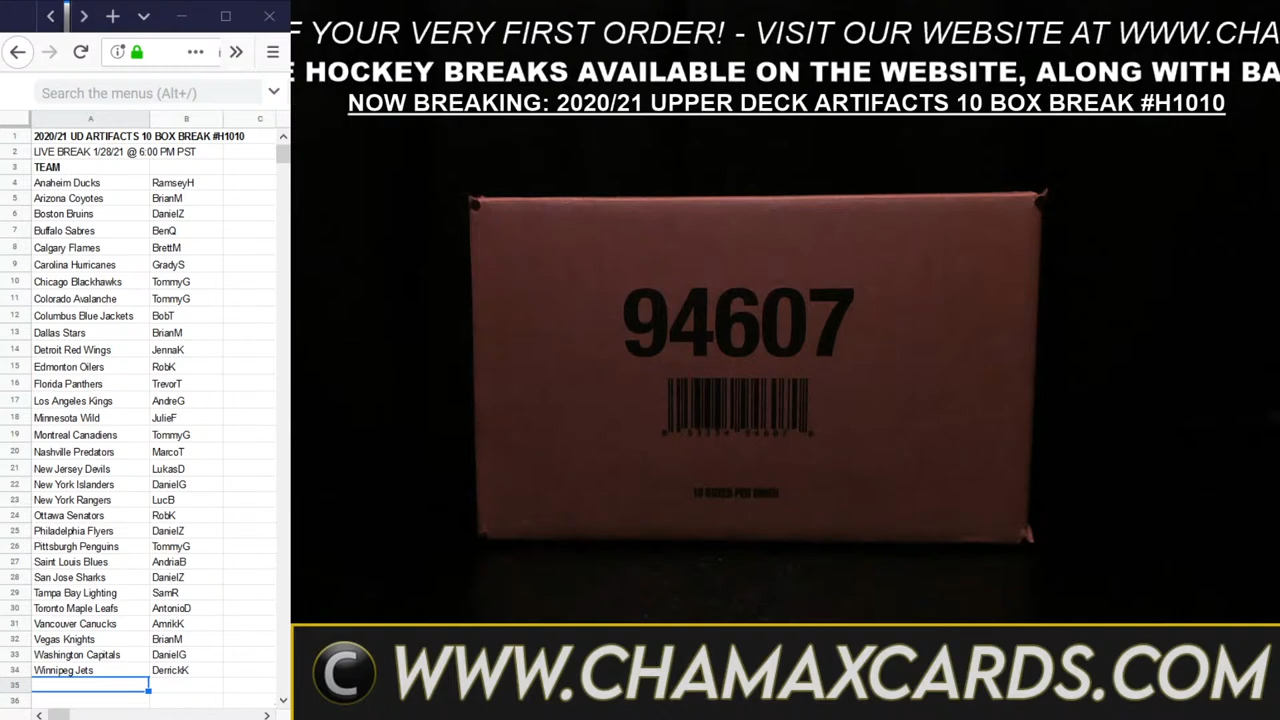 F YOUR VERY FIRST ORDER! - VISIT OUR WEBSITE AT WWW.CHA
E HOCKEY BREAKS AVAILABLE ON THE WEBSITE, ALONG WITH BA
NOW BREAKING: 2020/21 UPPER DECK ARTIFACTS 10 BOX BREAK #H1010
Search the menus (Alt+/)
A B C
1 2020/21 UD ARTIFACTS 10 BOX BREAK #H1010
2 LIVE BREAK 1/28/21 @ 6:00 PM PST
3 TEAM
4 Anaheim Ducks RamseyH
5 Arizona Coyotes BrianM
6 Boston Bruins DanielZ
7 Buffalo Sabres BenQ
8 Calgary Flames BrettM
9 Carolina Hurricanes GradyS
10 Chicago Blackhawks TommyG
11 Colorado Avalanche TommyG
12 Columbus Blue Jackets BobT
13 Dallas Stars BrianM
14 Detroit Red Wings JennaK
15 Edmonton Oilers RobK
16 Florida Panthers TrevorT
17 Los Angeles Kings AndreG
18 Minnesota Wild JulieF
19 Montreal Canadiens TommyG
20 Nashville Predators MarcoT
21 New Jersey Devils LukasD
22 New York Islanders DanielG
23 New York Rangers LucB
24 Ottawa Senators RobK
25 Philadelphia Flyers DanielZ
26 Pittsburgh Penguins TommyG
27 Saint Louis Blues AndriaB
28 San Jose Sharks DanielZ
29 Tampa Bay Lighting SamR
30 Toronto Maple Leafs AntonioD
31 Vancouver Canucks AmrikK
32 Vegas Knights BrianM
33 Washington Capitals DanielG
34 Winnipeg Jets DerrickK
35
36
94607
C WWW.CHAMAXCARDS.COM